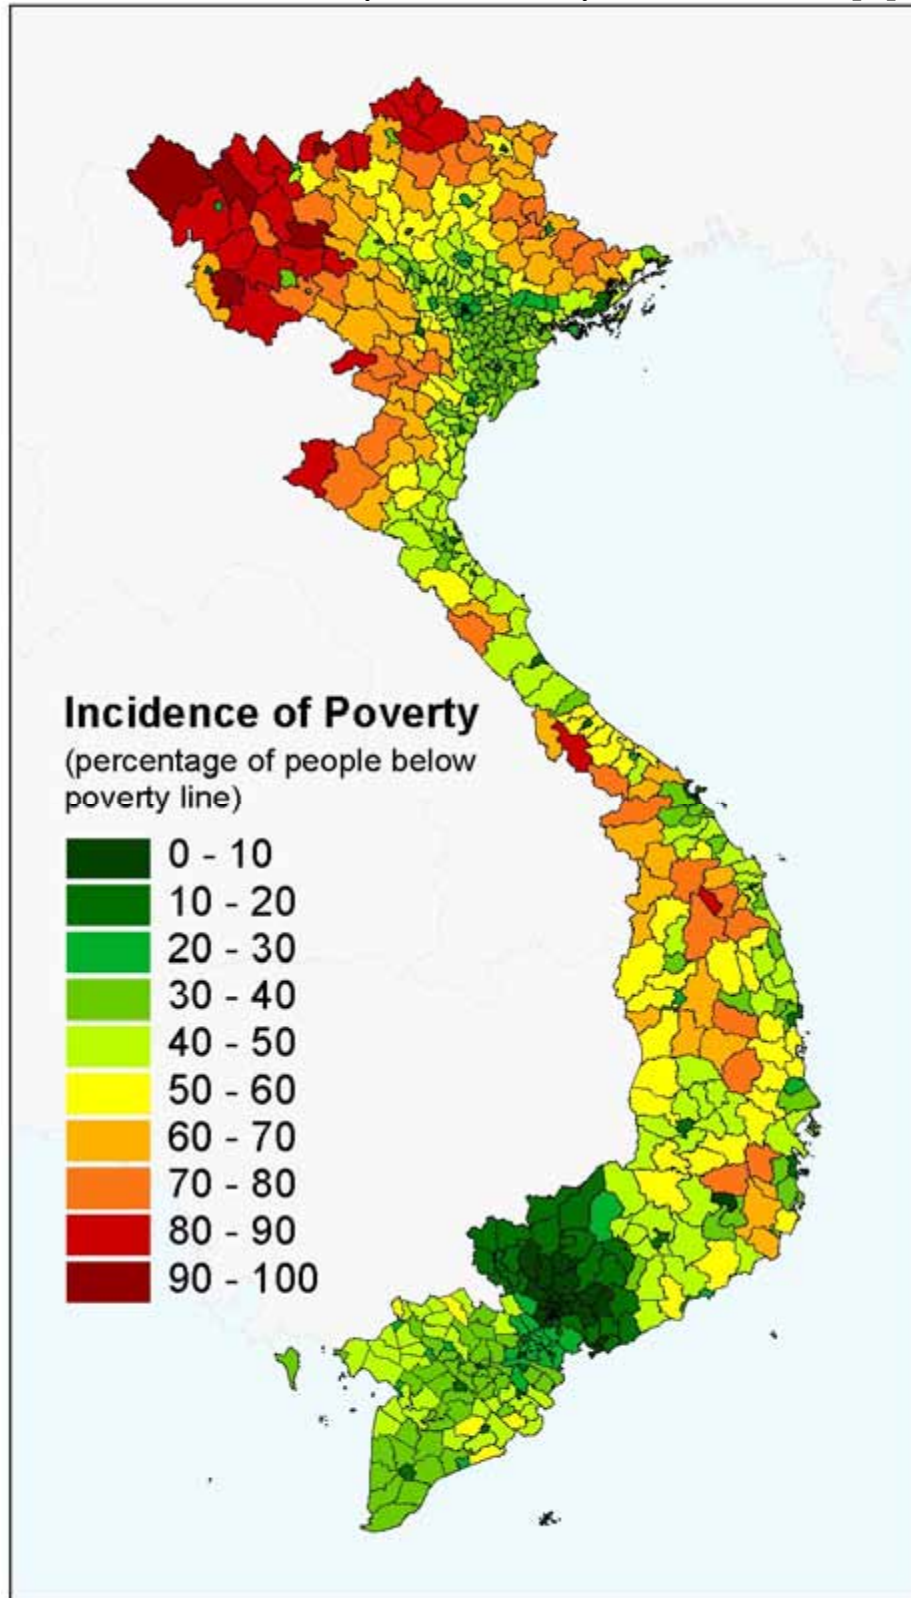 Incidence of Poverty
(percentage of people below
poverty line)
0 - 10
10 - 20
20 - 30
30 - 40
40 - 50
50 - 60
60 - 70
70 - 80
80 - 90
90 - 100